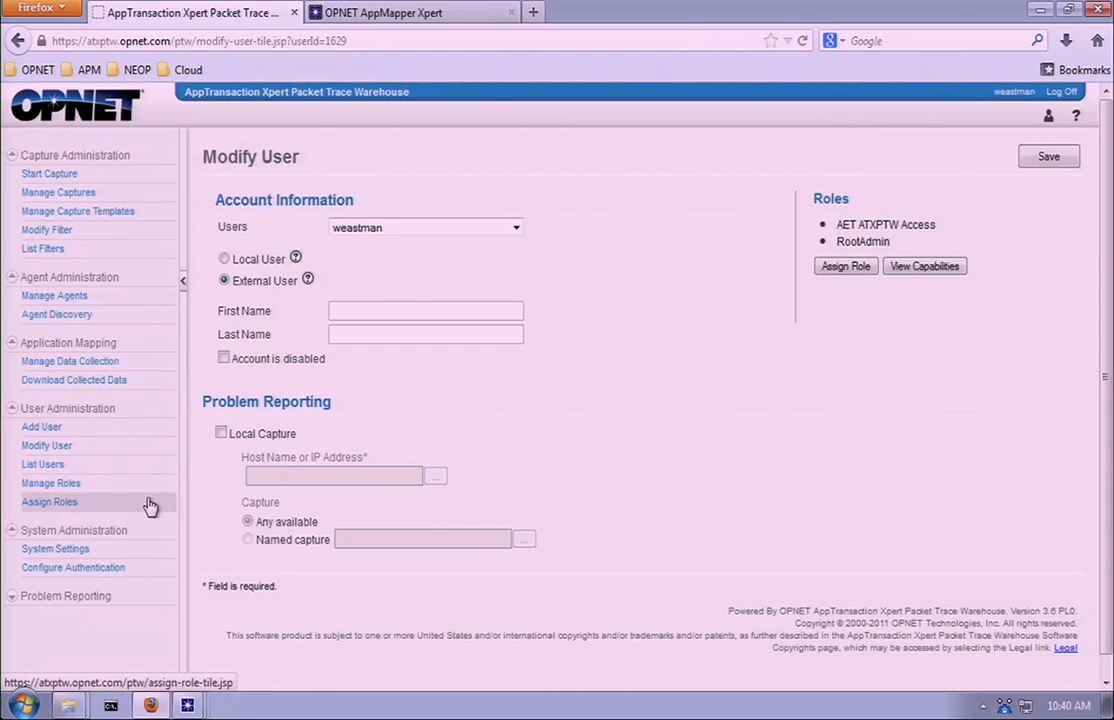 Firefox
AppTransaction Xpert Packet Trace ...
OPNET AppMapper Xpert
https://atxptw.opnet.com/ptw/modify-user-tile.jsp?userId=1629
Google
OPNET
APM
NEOP
Cloud
Bookmarks
OPNET
AppTransaction Xpert Packet Trace Warehouse
weastman
Log Off
?
Capture Administration
Start Capture
Manage Captures
Manage Capture Templates
Modify Filter
List Filters
Agent Administration
Manage Agents
Agent Discovery
Application Mapping
Manage Data Collection
Download Collected Data
User Administration
Add User
Modify User
List Users
Manage Roles
Assign Roles
System Administration
System Settings
Configure Authentication
Problem Reporting
Modify User
Save
Account Information
Users
weastman
Local User ?
External User ?
First Name
Last Name
Account is disabled
Roles
AET ATXPTW Access
RootAdmin
Assign Role
View Capabilities
Problem Reporting
Local Capture
Host Name or IP Address*
...
Capture
Any available
Named capture
...
* Field is required.
Powered By OPNET AppTransaction Xpert Packet Trace Warehouse. Version 3.6 PL0.
Copyright © 2000-2011 OPNET Technologies, Inc. All rights reserved.
This software product is subject to one or more United States and/or international copyrights and/or trademarks and/or patents, as further described in the AppTransaction Xpert Packet Trace Warehouse Software
Copyrights page, which may be accessed by selecting the Legal link. Legal
https://atxptw.opnet.com/ptw/assign-role-tile.jsp
10:40 AM